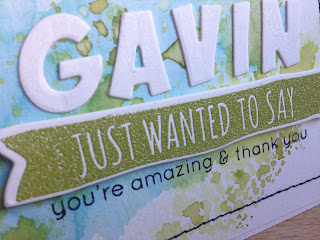 GAVIN
JUST WANTED TO SAY
you're amazing & thank you